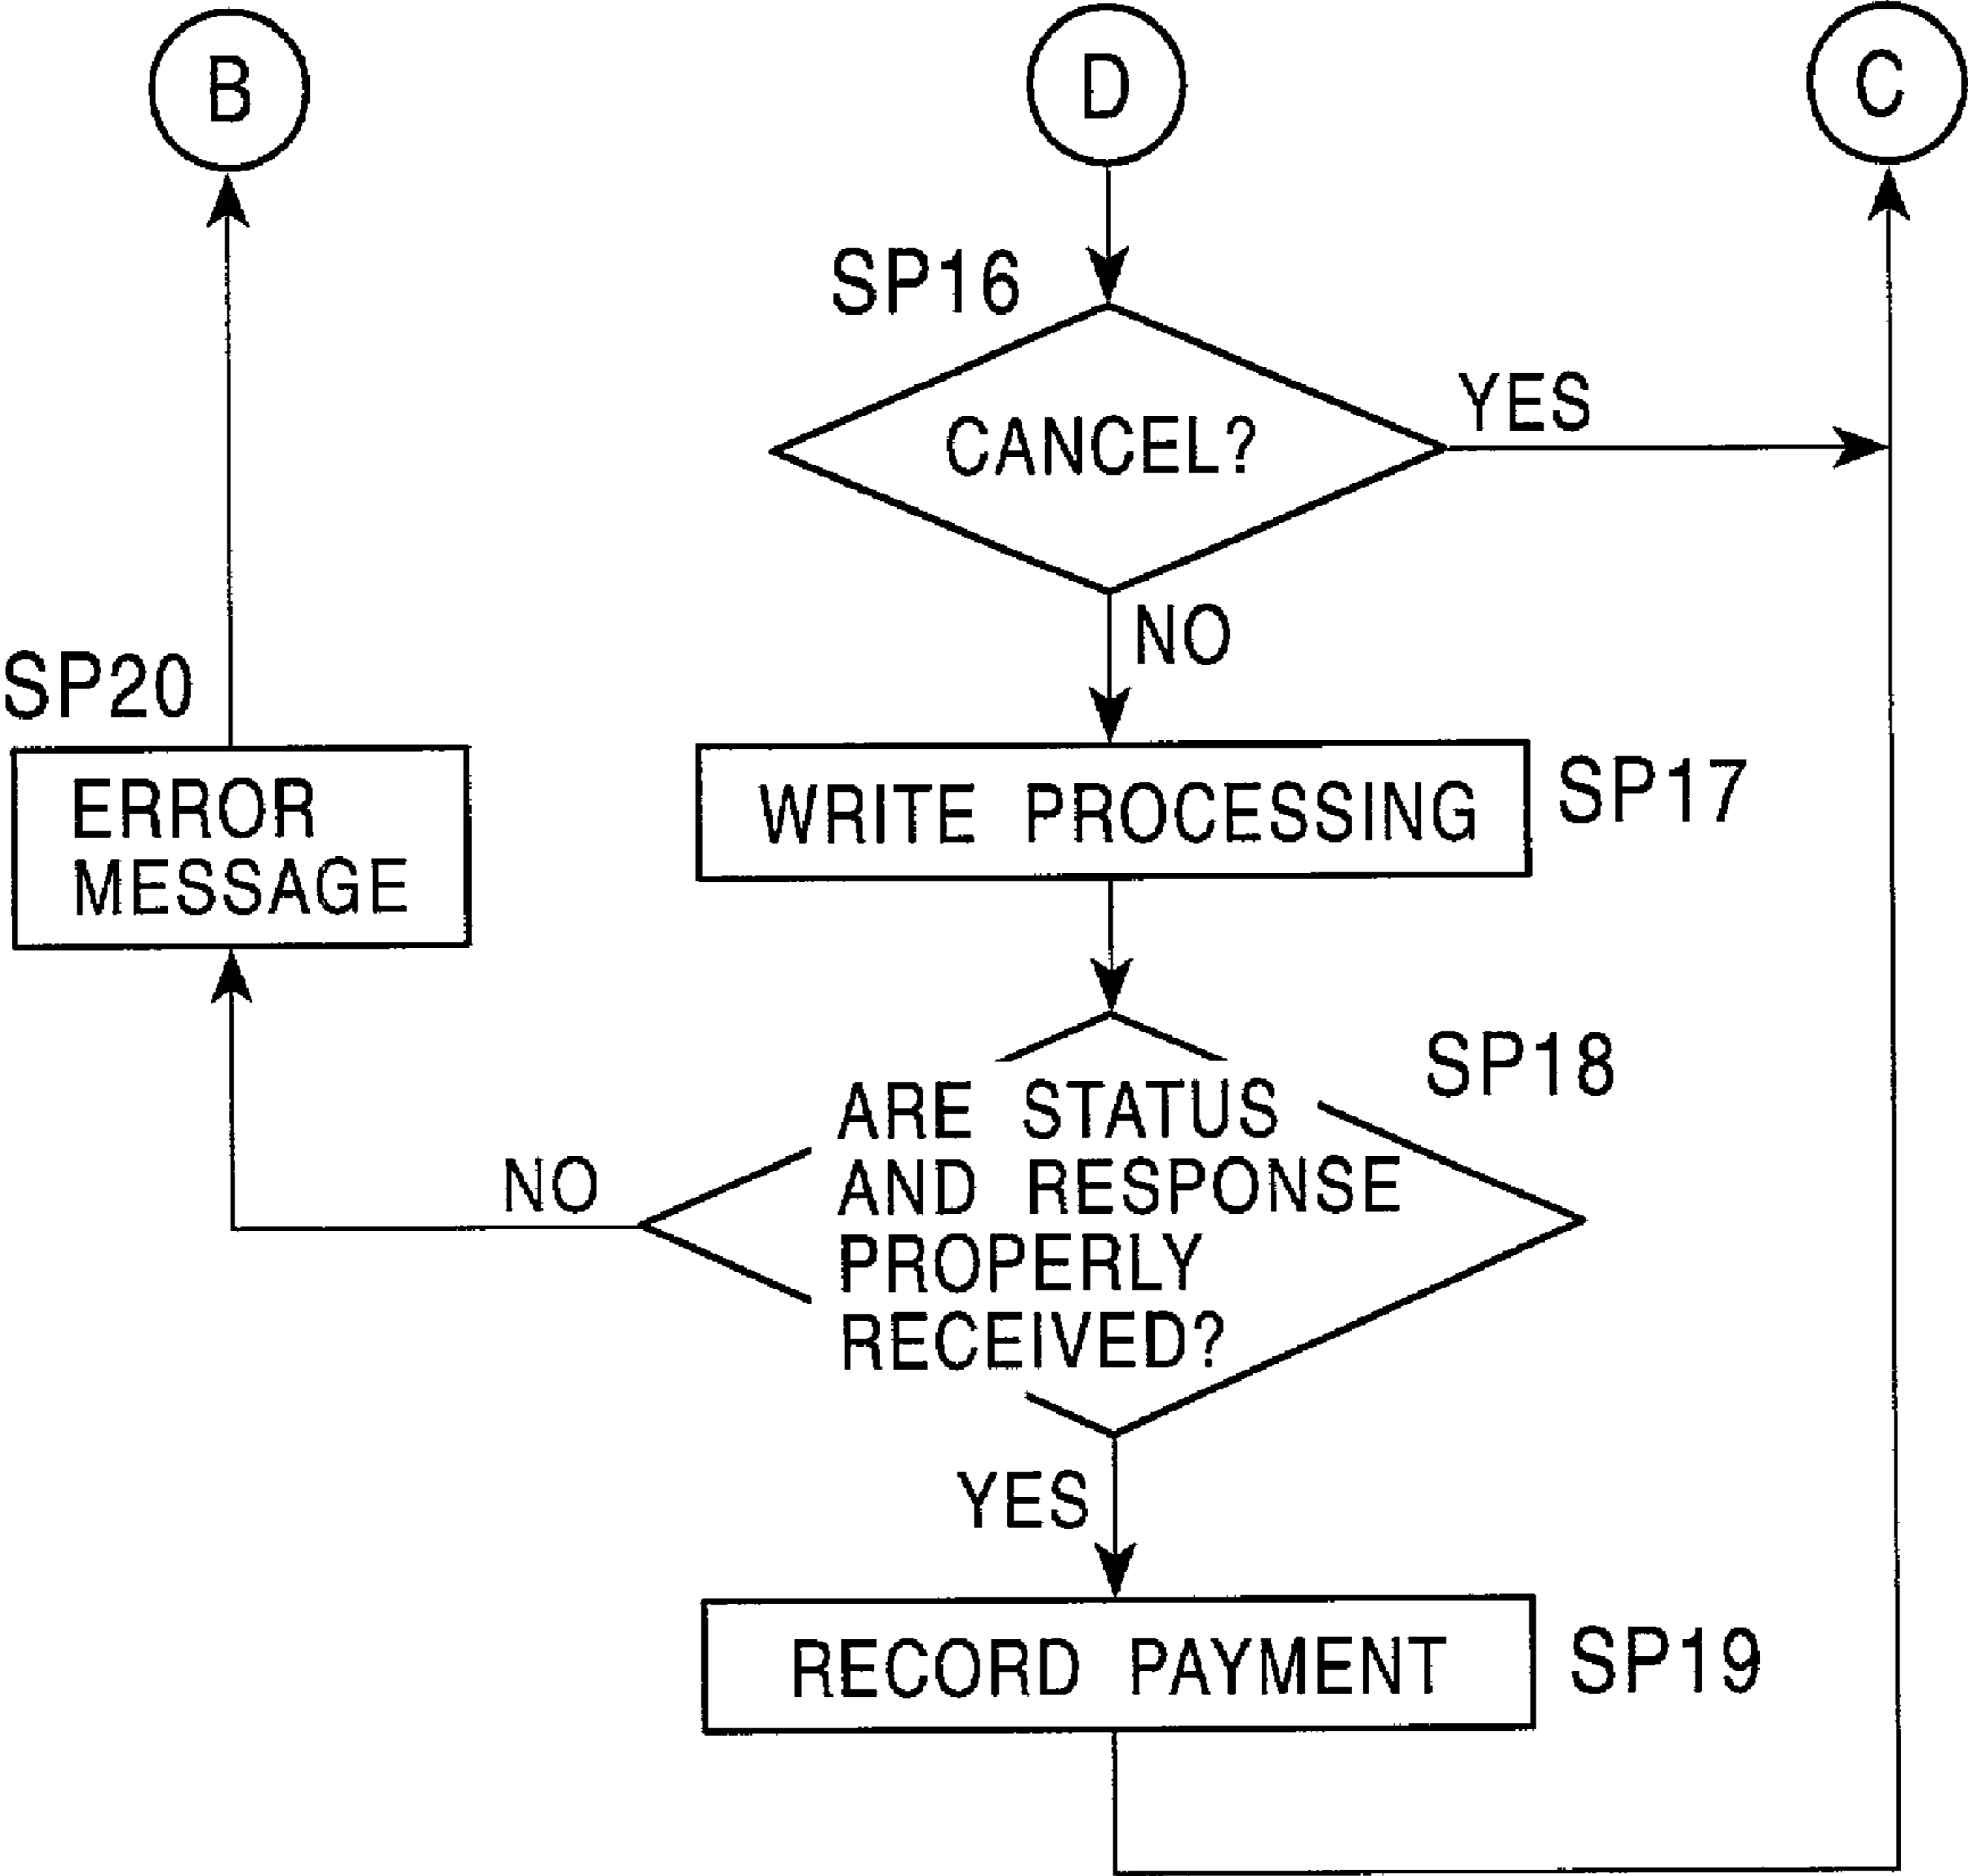 B
D
C
SP16
CANCEL?
YES
NO
SP20
ERROR
MESSAGE
WRITE PROCESSING
SP17
SP18
ARE STATUS
AND RESPONSE
PROPERLY
RECEIVED?
NO
YES
RECORD PAYMENT
SP19